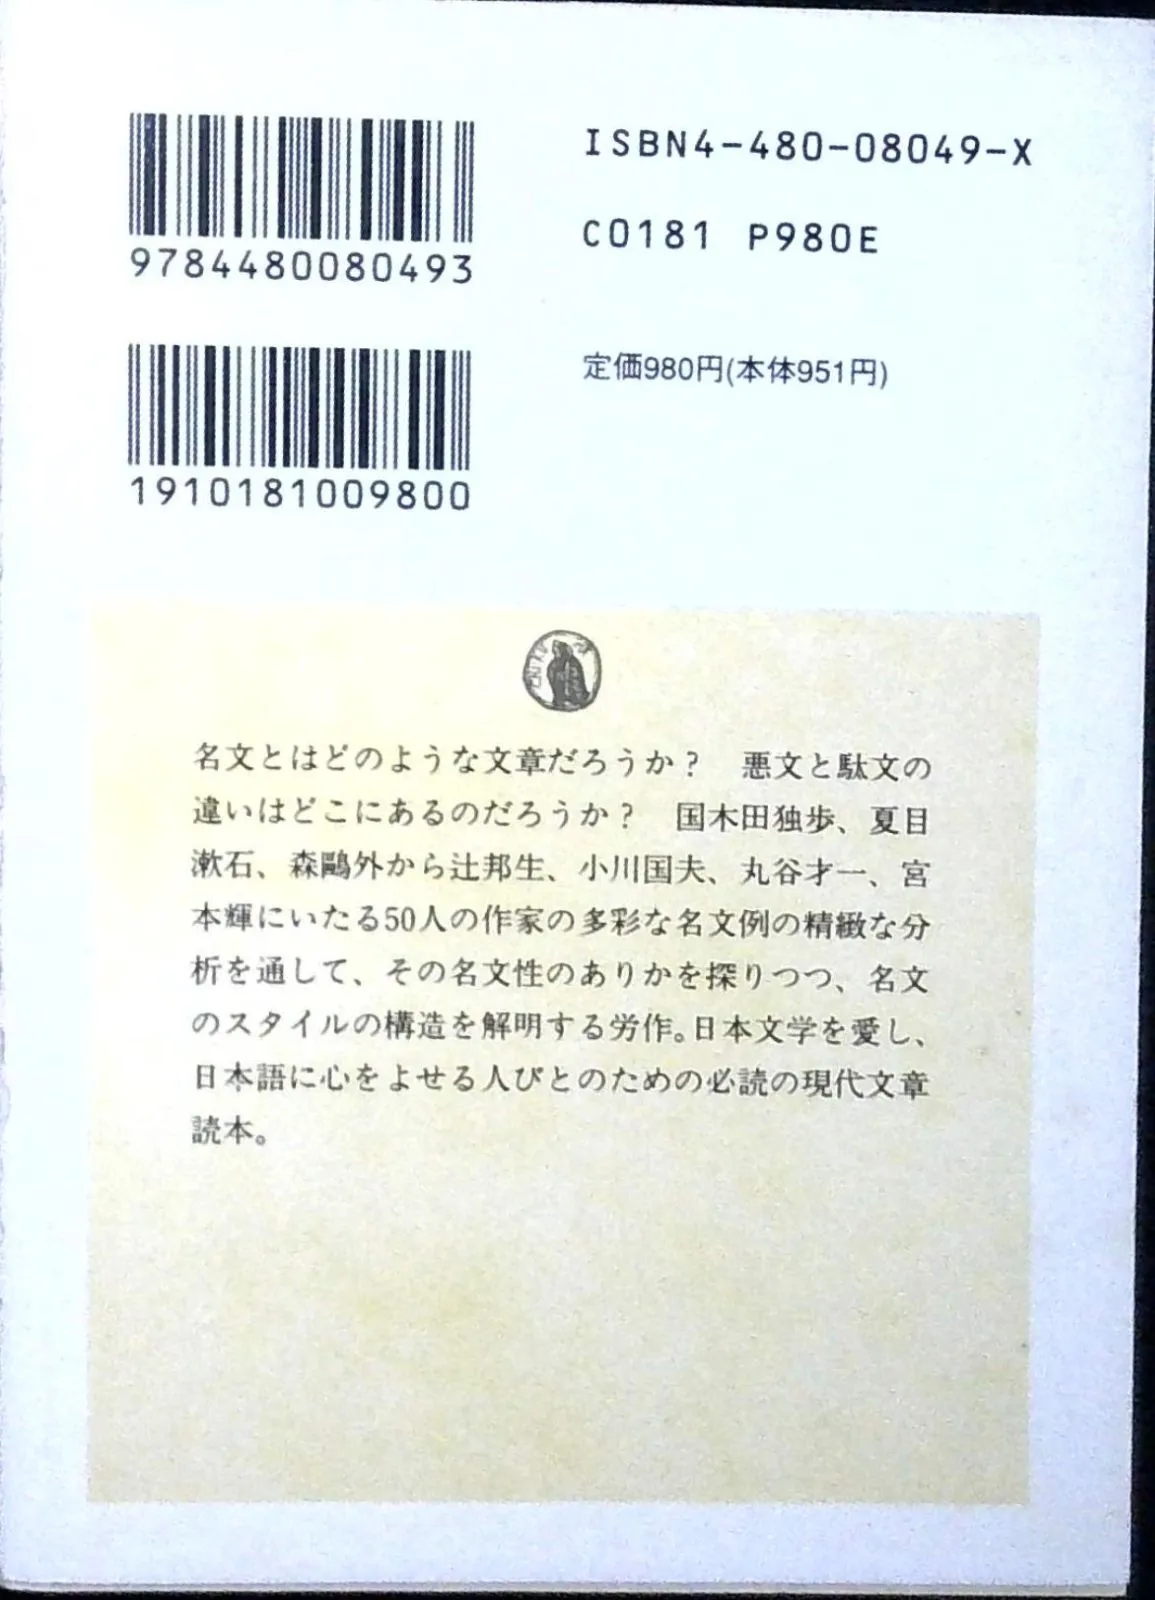 ISBN4-480-08049-X
9784480080493
C0181 P980E
定価980円(本体951円)
1910181009800
名文とはどのような文章だろうか？　悪文と駄文の
違いはどこにあるのだろうか？　国木田独歩、夏目
漱石、森鷗外から辻邦生、小川国夫、丸谷才一、宮
本輝にいたる50人の作家の多彩な名文例の精緻な分
析を通して、その名文性のありかを探りつつ、名文
のスタイルの構造を解明する労作。日本文学を愛し、
日本語に心をよせる人びとのための必読の現代文章
読本。